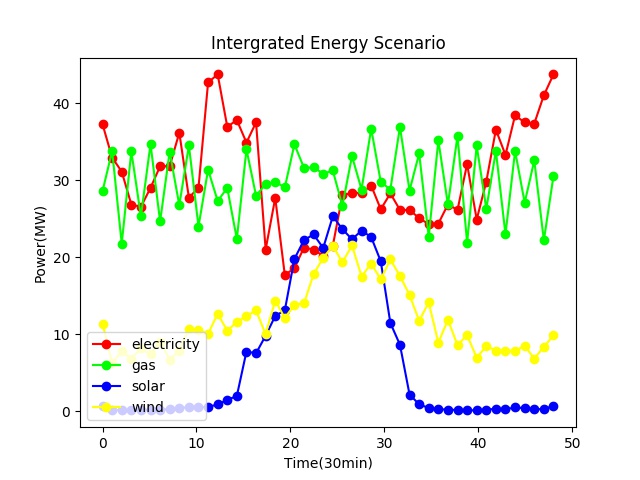 Intergrated Energy Scenario
Power(MW)
40
30
20
10
0
electricity
gas
solar
wind
0 10 20 30 40 50
Time(30min)